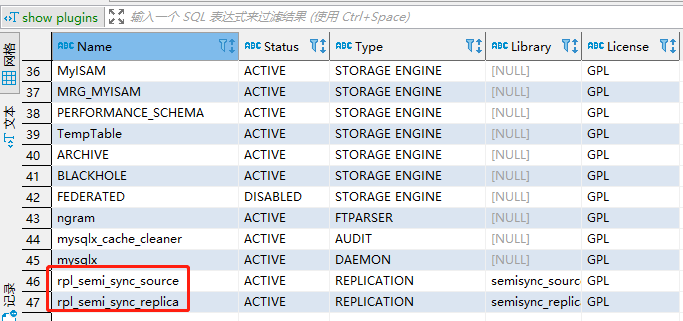 show plugins 输入一个 SQL 表达式来过滤结果 (使用 Ctrl+Space)
网格
文本
记录
ABC Name ABC Status ABC Type ABC Library ABC License
36 MyISAM ACTIVE STORAGE ENGINE [NULL] GPL
37 MRG_MYISAM ACTIVE STORAGE ENGINE [NULL] GPL
38 PERFORMANCE_SCHEMA ACTIVE STORAGE ENGINE [NULL] GPL
39 TempTable ACTIVE STORAGE ENGINE [NULL] GPL
40 ARCHIVE ACTIVE STORAGE ENGINE [NULL] GPL
41 BLACKHOLE ACTIVE STORAGE ENGINE [NULL] GPL
42 FEDERATED DISABLED STORAGE ENGINE [NULL] GPL
43 ngram ACTIVE FTPARSER [NULL] GPL
44 mysqlx_cache_cleaner ACTIVE AUDIT [NULL] GPL
45 mysqlx ACTIVE DAEMON [NULL] GPL
46 rpl_semi_sync_source ACTIVE REPLICATION semisync_sourc GPL
47 rpl_semi_sync_replica ACTIVE REPLICATION semisync_replic GPL